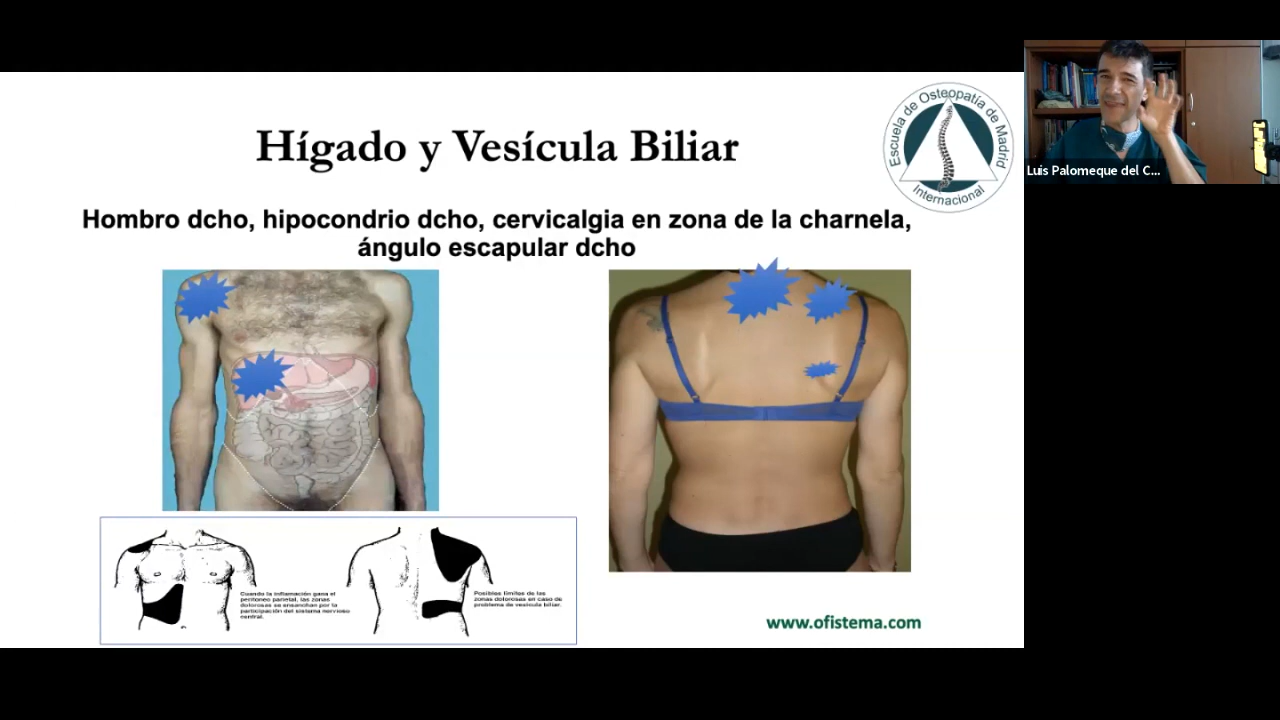 Hígado y Vesícula Biliar
Escuela de Osteopatía de Madrid
Internacional
Hombro dcho, hipocondrio dcho, cervicalgia en zona de la charnela,
ángulo escapular dcho
Cuando la inflamación gana el
peritoneo parietal, las zonas
dolorosas se ensanchan por la
participación del sistema nervioso
central.
Posibles límites de las
zonas dolorosas en caso de
problema de vesícula biliar.
www.ofistema.com
Luis Palomeque del C...